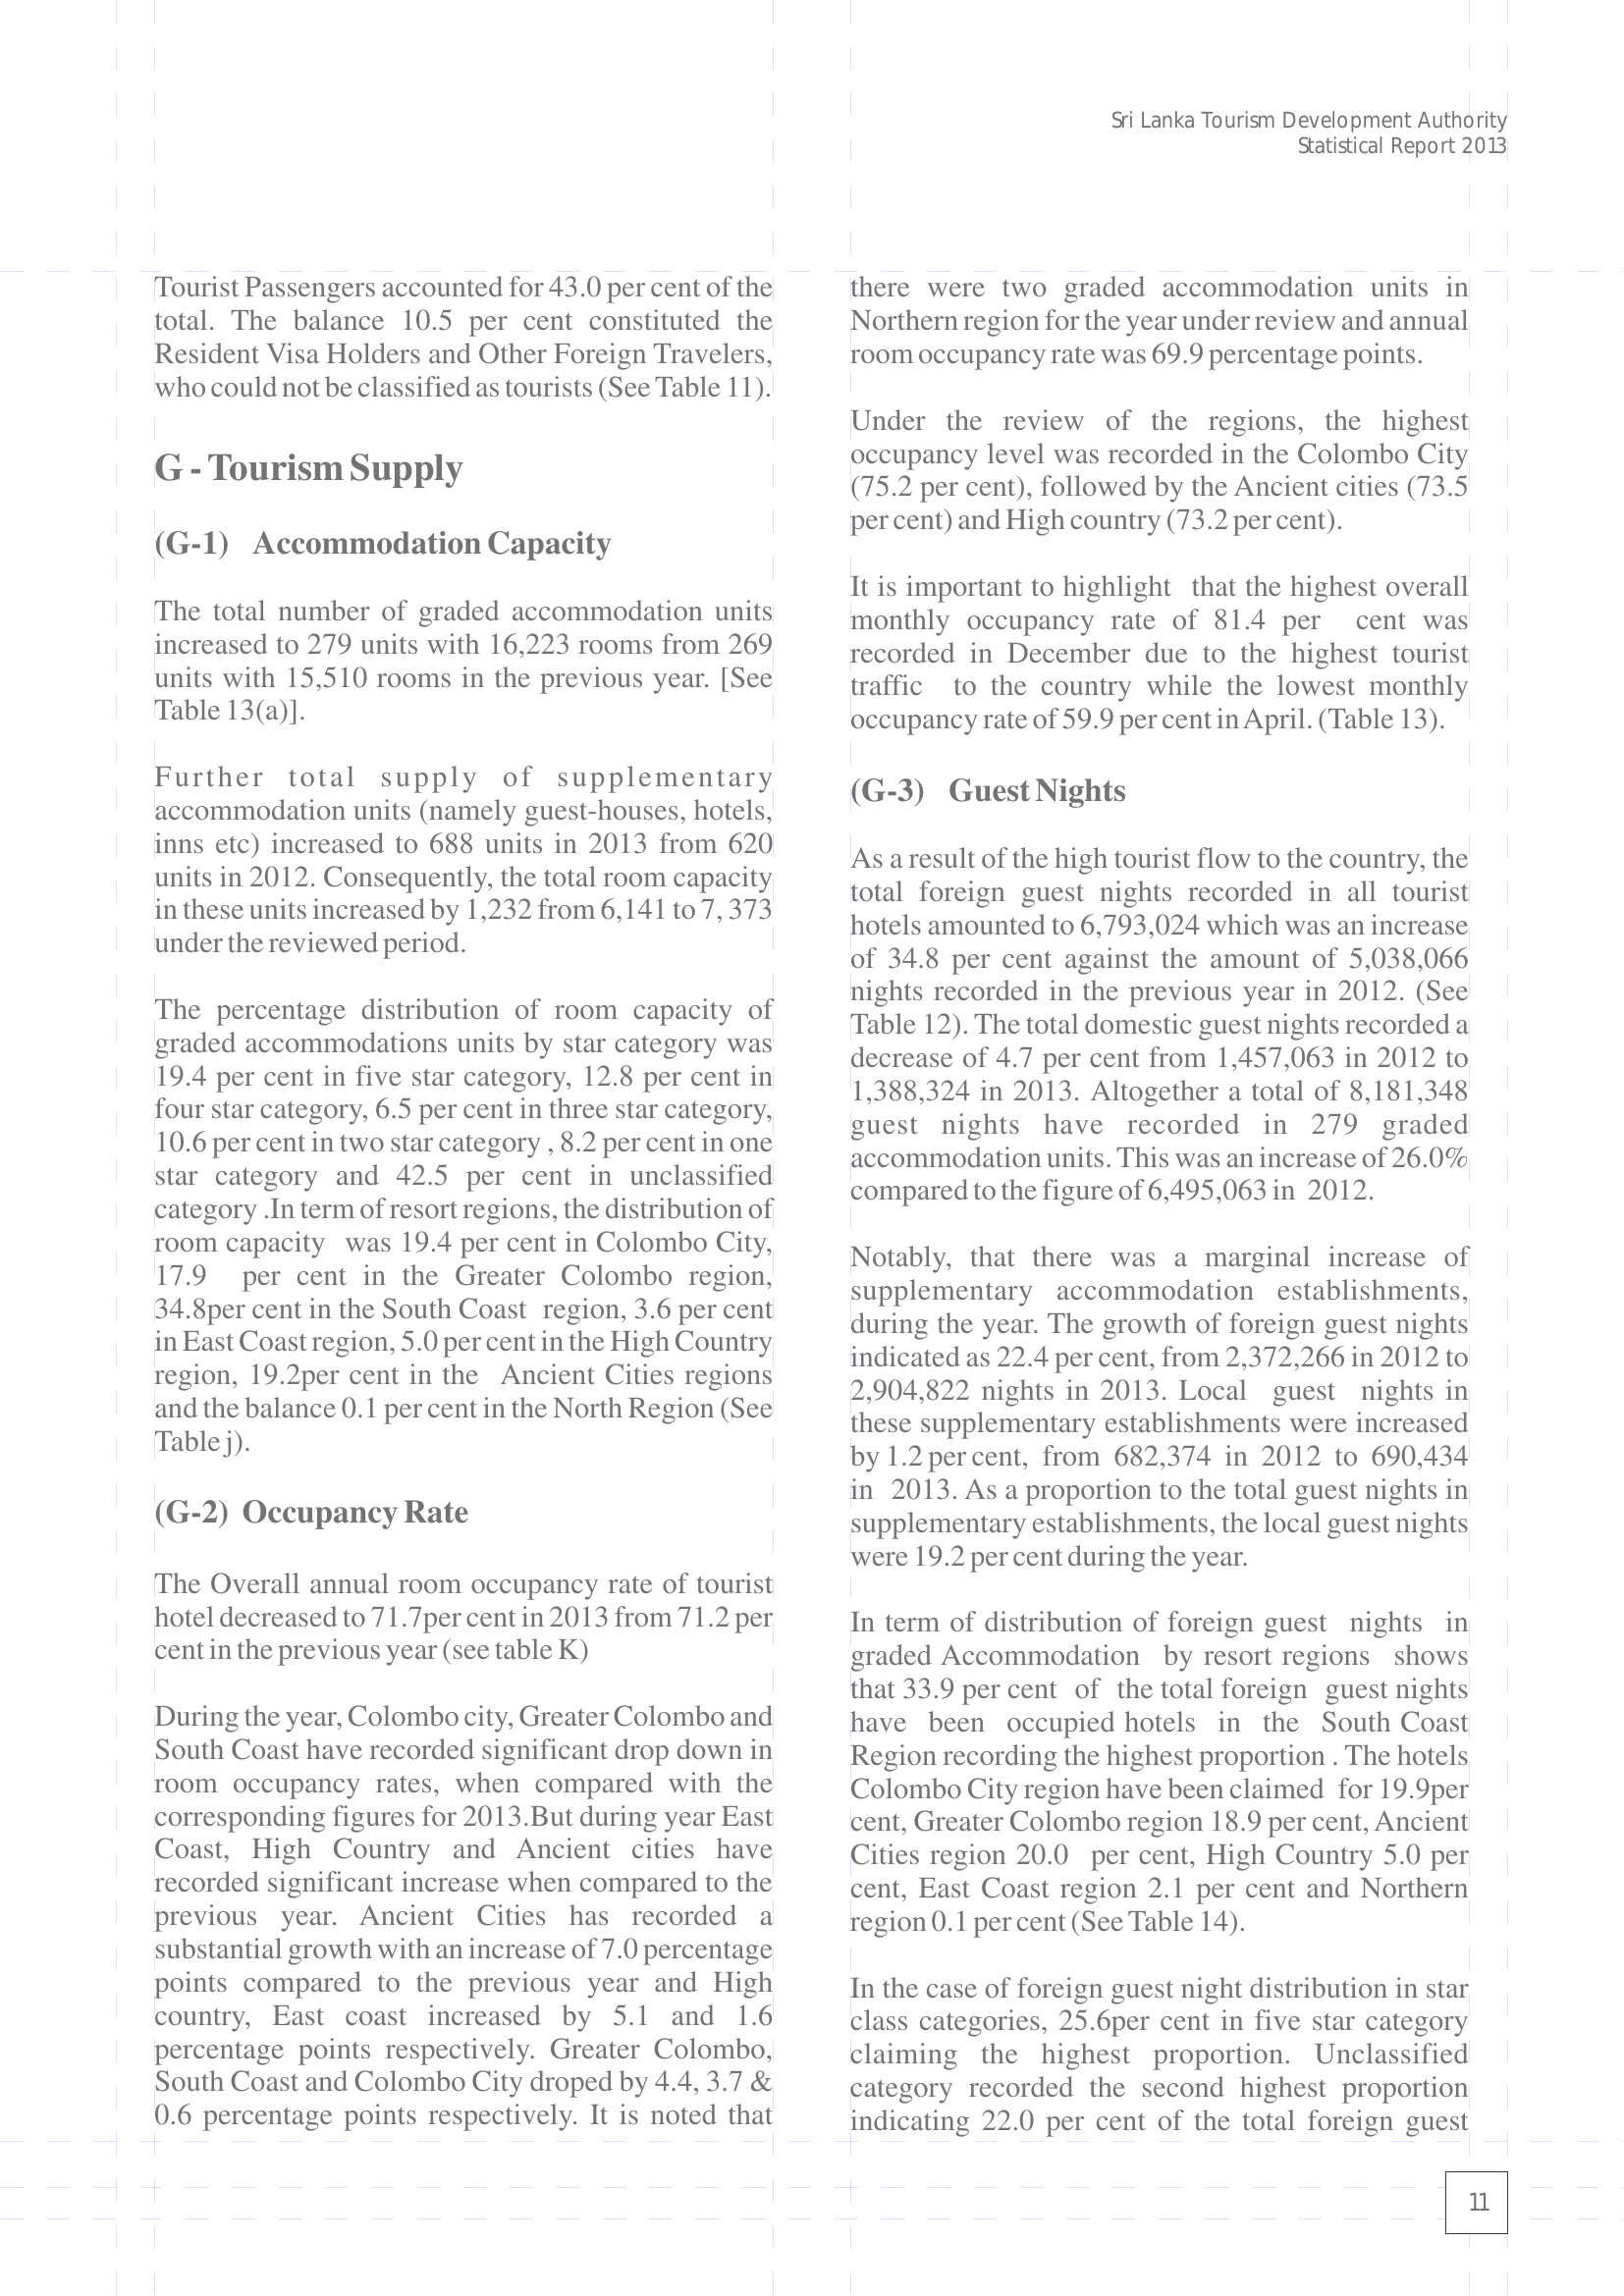 Sri Lanka Tourism Development Authority
Statistical Report 2013
Tourist Passengers accounted for 43.0 per cent of the
total. The balance 10.5 per cent constituted the
Resident Visa Holders and Other Foreign Travelers,
who could not be classified as tourists (See Table 11).
G - Tourism Supply
(G-1) Accommodation Capacity
The total number of graded accommodation units
increased to 279 units with 16,223 rooms from 269
units with 15,510 rooms in the previous year. [See
Table 13(a)].
Further total supply of supplementary
accommodation units (namely guest-houses, hotels,
inns etc) increased to 688 units in 2013 from 620
units in 2012. Consequently, the total room capacity
in these units increased by 1,232 from 6,141 to 7, 373
under the reviewed period.
The percentage distribution of room capacity of
graded accommodations units by star category was
19.4 per cent in five star category, 12.8 per cent in
four star category, 6.5 per cent in three star category,
10.6 per cent in two star category , 8.2 per cent in one
star category and 42.5 per cent in unclassified
category .In term of resort regions, the distribution of
room capacity was 19.4 per cent in Colombo City,
17.9 per cent in the Greater Colombo region,
34.8per cent in the South Coast region, 3.6 per cent
in East Coast region, 5.0 per cent in the High Country
region, 19.2per cent in the Ancient Cities regions
and the balance 0.1 per cent in the North Region (See
Table j).
(G-2) Occupancy Rate
The Overall annual room occupancy rate of tourist
hotel decreased to 71.7per cent in 2013 from 71.2 per
cent in the previous year (see table K)
During the year, Colombo city, Greater Colombo and
South Coast have recorded significant drop down in
room occupancy rates, when compared with the
corresponding figures for 2013.But during year East
Coast, High Country and Ancient cities have
recorded significant increase when compared to the
previous year. Ancient Cities has recorded a
substantial growth with an increase of 7.0 percentage
points compared to the previous year and High
country, East coast increased by 5.1 and 1.6
percentage points respectively. Greater Colombo,
South Coast and Colombo City droped by 4.4, 3.7 &
0.6 percentage points respectively. It is noted that
there were two graded accommodation units in
Northern region for the year under review and annual
room occupancy rate was 69.9 percentage points.
Under the review of the regions, the highest
occupancy level was recorded in the Colombo City
(75.2 per cent), followed by the Ancient cities (73.5
per cent) and High country (73.2 per cent).
It is important to highlight that the highest overall
monthly occupancy rate of 81.4 per cent was
recorded in December due to the highest tourist
traffic to the country while the lowest monthly
occupancy rate of 59.9 per cent in April. (Table 13).
(G-3) Guest Nights
As a result of the high tourist flow to the country, the
total foreign guest nights recorded in all tourist
hotels amounted to 6,793,024 which was an increase
of 34.8 per cent against the amount of 5,038,066
nights recorded in the previous year in 2012. (See
Table 12). The total domestic guest nights recorded a
decrease of 4.7 per cent from 1,457,063 in 2012 to
1,388,324 in 2013. Altogether a total of 8,181,348
guest nights have recorded in 279 graded
accommodation units. This was an increase of 26.0%
compared to the figure of 6,495,063 in 2012.
Notably, that there was a marginal increase of
supplementary accommodation establishments,
during the year. The growth of foreign guest nights
indicated as 22.4 per cent, from 2,372,266 in 2012 to
2,904,822 nights in 2013. Local guest nights in
these supplementary establishments were increased
by 1.2 per cent, from 682,374 in 2012 to 690,434
in 2013. As a proportion to the total guest nights in
supplementary establishments, the local guest nights
were 19.2 per cent during the year.
In term of distribution of foreign guest nights in
graded Accommodation by resort regions shows
that 33.9 per cent of the total foreign guest nights
have been occupied hotels in the South Coast
Region recording the highest proportion . The hotels
Colombo City region have been claimed for 19.9per
cent, Greater Colombo region 18.9 per cent, Ancient
Cities region 20.0 per cent, High Country 5.0 per
cent, East Coast region 2.1 per cent and Northern
region 0.1 per cent (See Table 14).
In the case of foreign guest night distribution in star
class categories, 25.6per cent in five star category
claiming the highest proportion. Unclassified
category recorded the second highest proportion
indicating 22.0 per cent of the total foreign guest
11